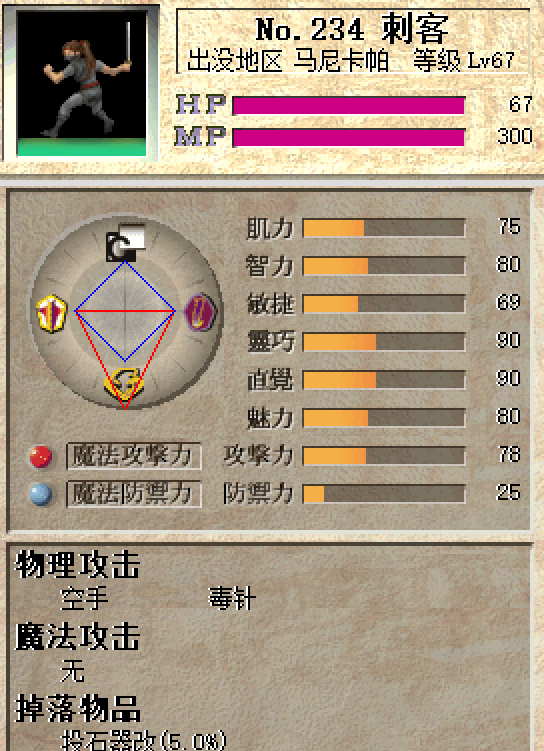 No. 234 刺客
出没地区 马尼卡帕 等级 Lv67
HP 67
MP 300
肌力 75
智力 80
敏捷 69
靈巧 90
直覺 90
魅力 80
魔法攻擊力 攻擊力 78
魔法防禦力 防禦力 25
物理攻击
空手 毒针
魔法攻击
无
掉落物品
投石器改(5.0%)